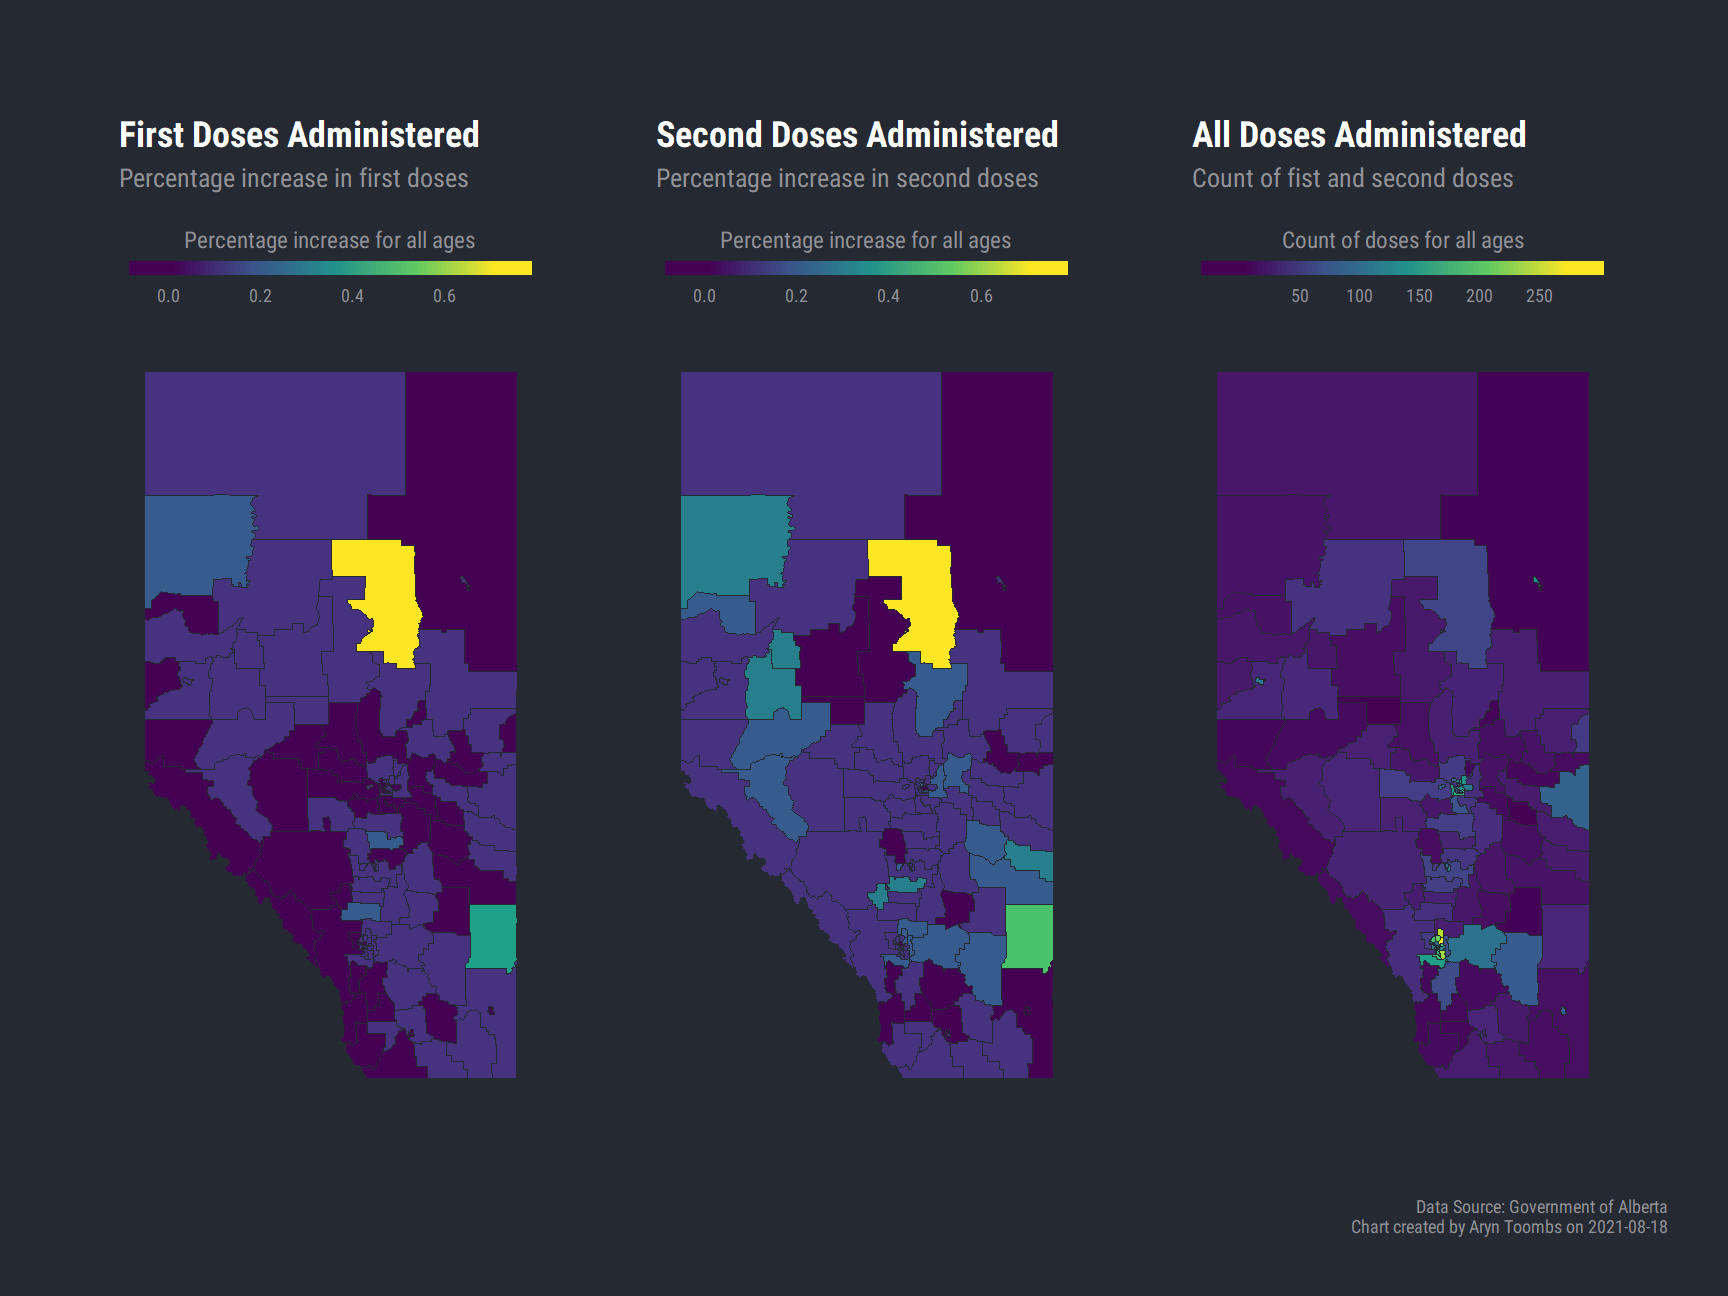 First Doses Administered
Percentage increase in first doses
Percentage increase for all ages
0.0 0.2 0.4 0.6
Second Doses Administered
Percentage increase in second doses
Percentage increase for all ages
0.0 0.2 0.4 0.6
All Doses Administered
Count of fist and second doses
Count of doses for all ages
50 100 150 200 250
Data Source: Government of Alberta
Chart created by Aryn Toombs on 2021-08-18